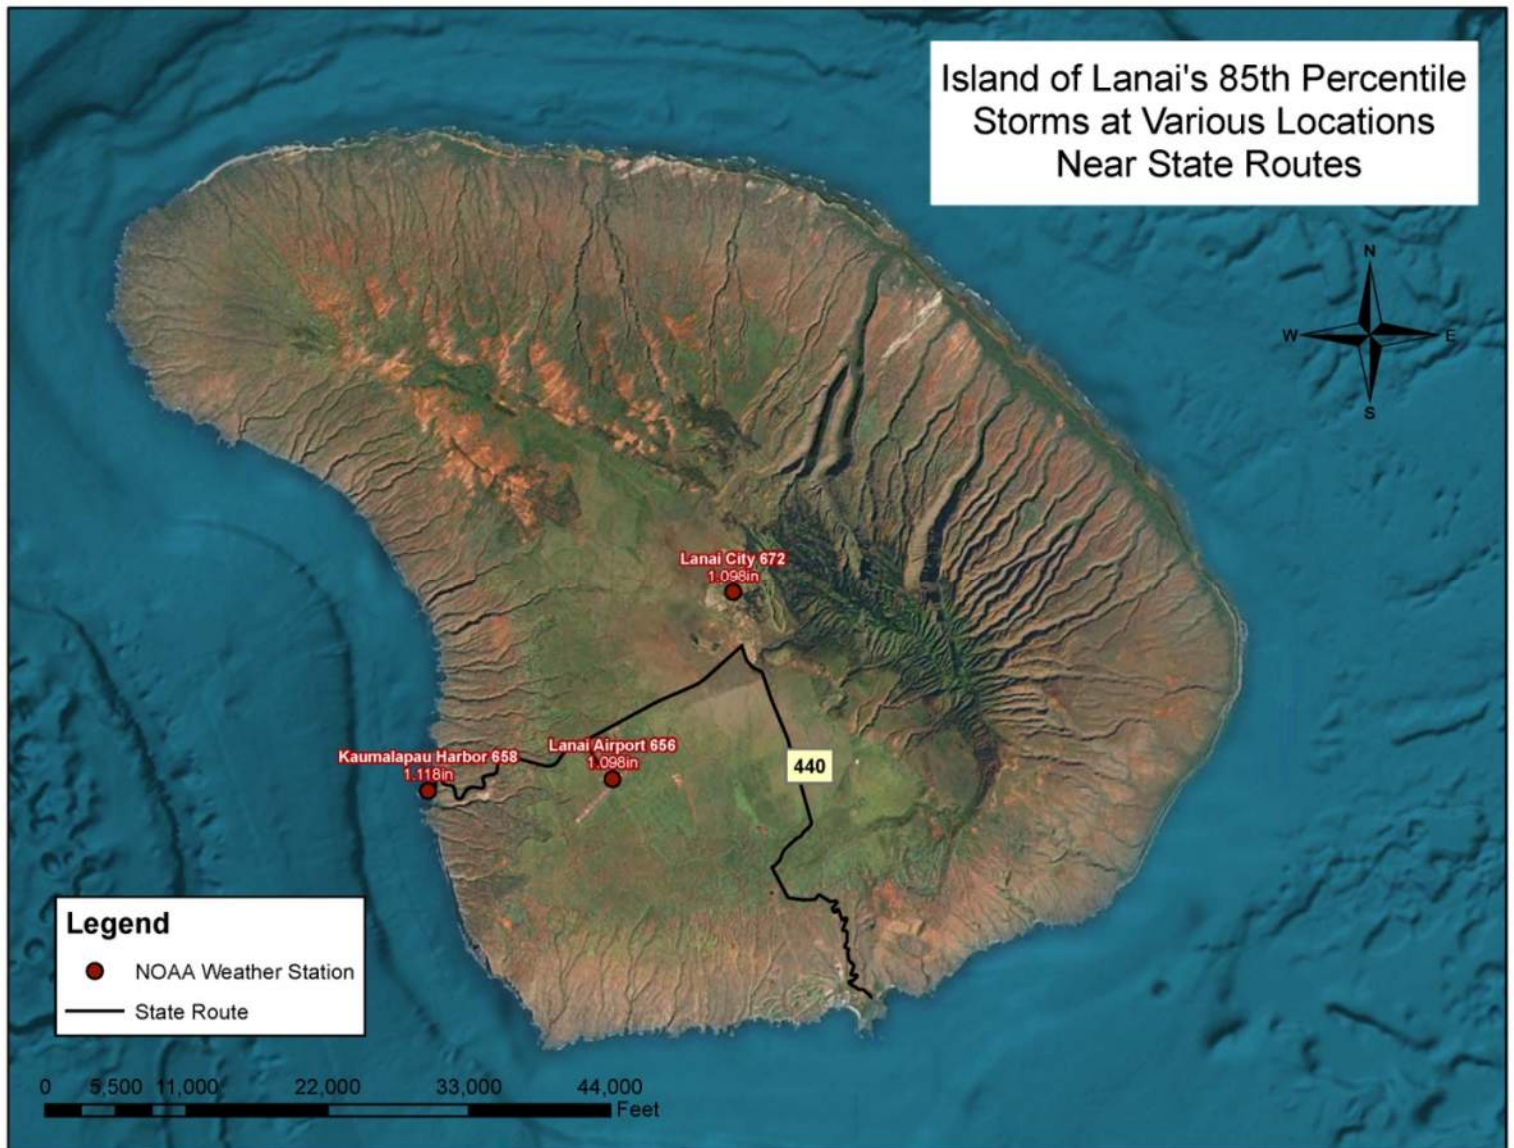 Island of Lanai's 85th Percentile
Storms at Various Locations
Near State Routes
N
W
E
S
Lanai City 672
1.098in
Lanai Airport 656
1.098in
Kaumalapau Harbor 658
1.118in
440
Legend
NOAA Weather Station
State Route
0 5,500 11,000 22,000 33,000 44,000
Feet